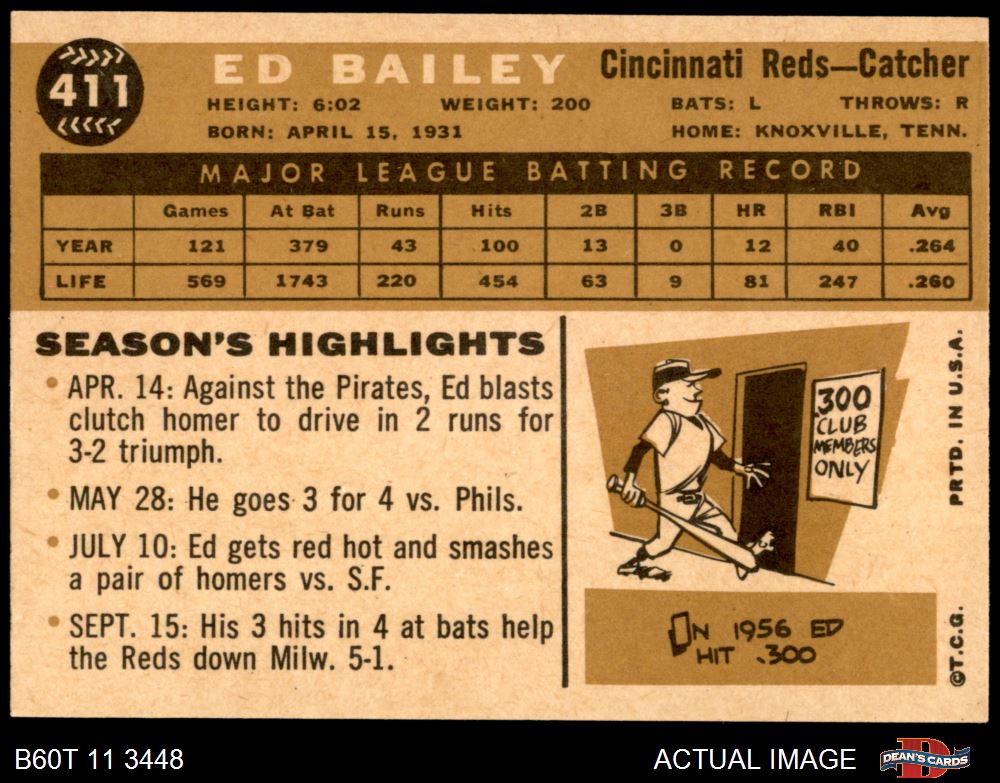 411
ED BAILEY
Cincinnati Reds—Catcher
HEIGHT: 6:02 WEIGHT: 200 BATS: L THROWS: R
BORN: APRIL 15, 1931 HOME: KNOXVILLE, TENN.
MAJOR LEAGUE BATTING RECORD
Games At Bat Runs Hits 2B 3B HR RBI Avg
YEAR 121 379 43 100 13 0 12 40 .264
LIFE 569 1743 220 454 63 9 81 247 .260
SEASON'S HIGHLIGHTS
• APR. 14: Against the Pirates, Ed blasts
clutch homer to drive in 2 runs for
3-2 triumph.
• MAY 28: He goes 3 for 4 vs. Phils.
• JULY 10: Ed gets red hot and smashes
a pair of homers vs. S.F.
• SEPT. 15: His 3 hits in 4 at bats help
the Reds down Milw. 5-1.
.300
CLUB
MEMBERS
ONLY
IN 1956 ED
HIT .300
©T.C.G. PRTD. IN U.S.A.
B60T 11 3448
ACTUAL IMAGE
DEAN'S CARDS